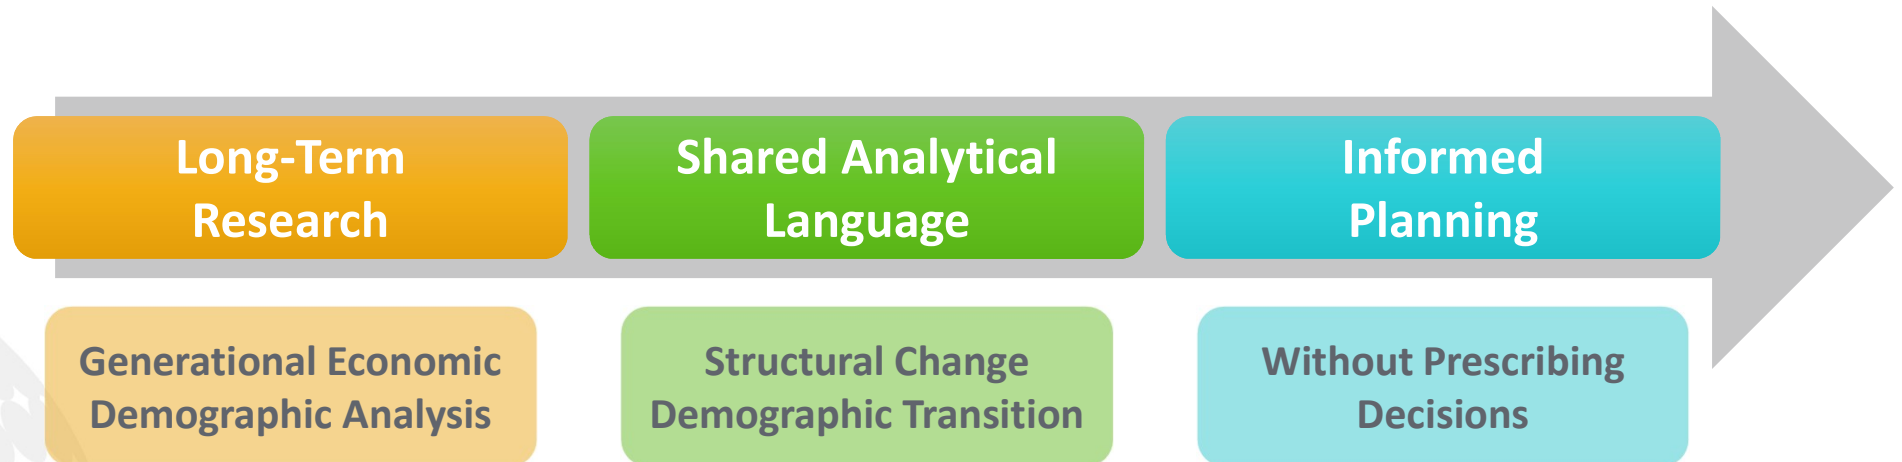 Long-Term
Research
Shared Analytical
Language
Informed
Planning
Generational Economic
Demographic Analysis
Structural Change
Demographic Transition
Without Prescribing
Decisions